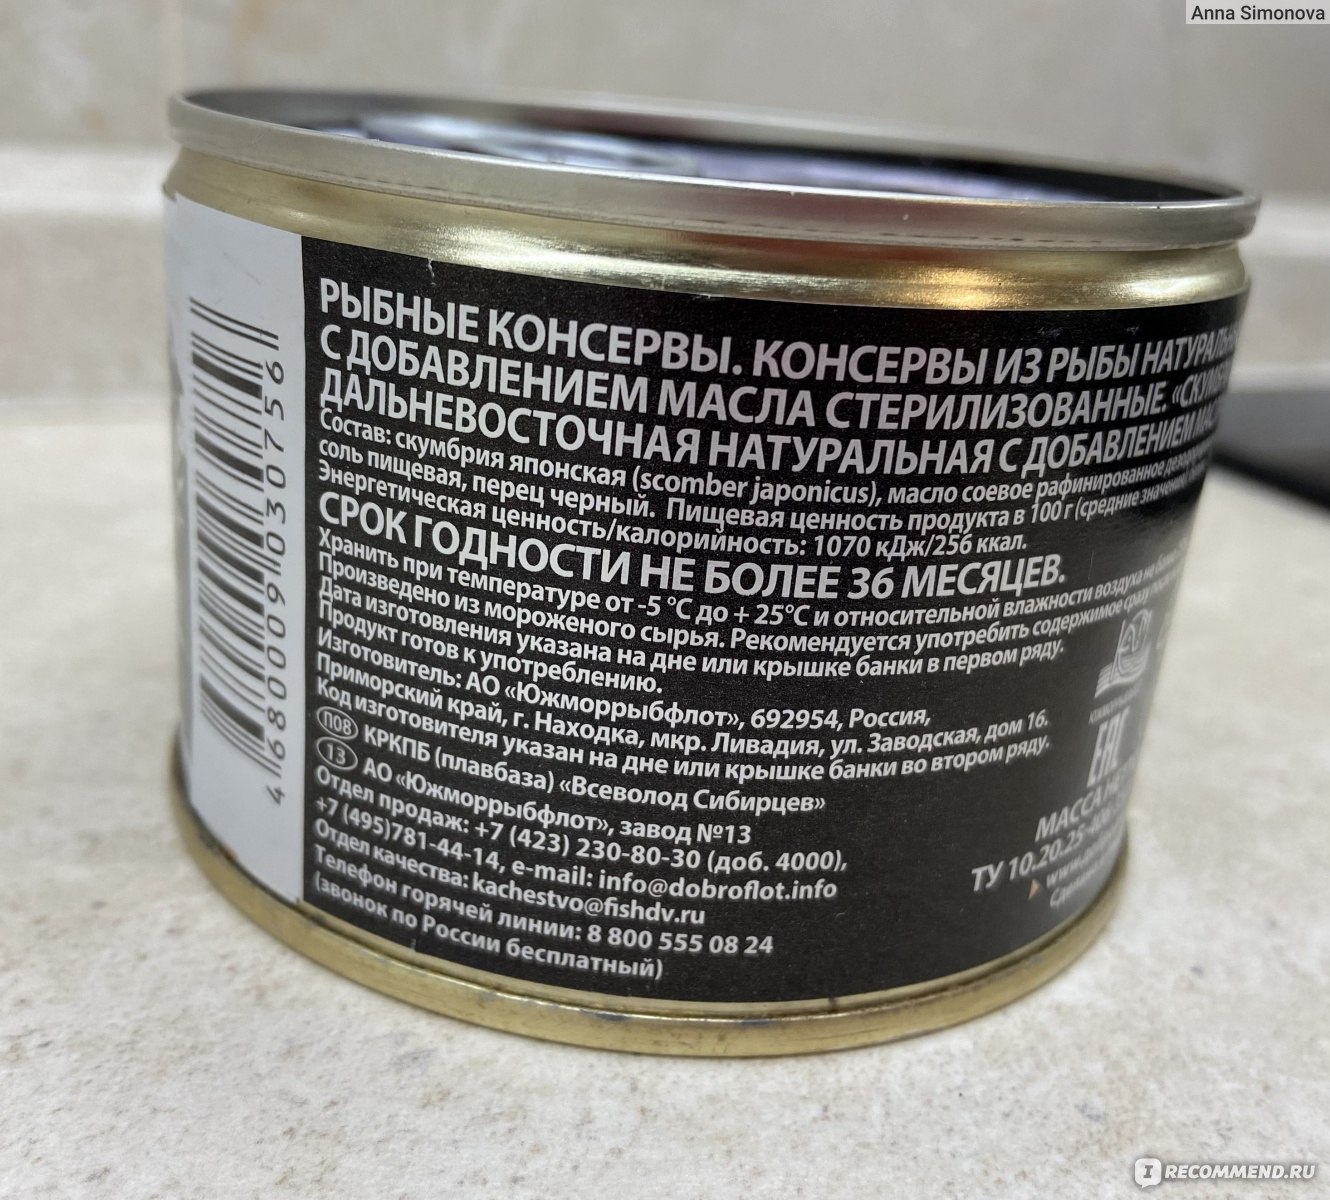 Anna Simonova
РЫБНЫЕ КОНСЕРВЫ. КОНСЕРВЫ ИЗ РЫБЫ
С ДОБАВЛЕНИЕМ МАСЛА СТЕРИЛИЗОВАННЫЕ.
ДАЛЬНЕВОСТОЧНАЯ НАТУРАЛЬНАЯ С ДОБАВЛЕНИЕМ
Состав: скумбрия японская (scomber japonicus), масло соевое рафинированное
соль пищевая, перец черный. Пищевая ценность продукта в 100 г (средние
Энергетическая ценность/калорийность: 1070 кДж/256 ккал.
СРОК ГОДНОСТИ НЕ БОЛЕЕ 36 МЕСЯЦЕВ.
Хранить при температуре от -5 °C до + 25°C и относительной влажности воздуха не
Произведено из мороженого сырья. Рекомендуется употребить содержимое сразу
Дата изготовления указана на дне или крышке банки в первом ряду.
Продукт готов к употреблению.
Изготовитель: АО «Южморрыбфлот», 692954, Россия,
Приморский край, г. Находка, мкр. Ливадия, ул. Заводская, дом 16.
Код изготовителя указан на дне или крышке банки во втором ряду.
П08 КРКПБ (плавбаза) «Всеволод Сибирцев»
13 АО «Южморрыбфлот», завод №13
Отдел продаж: +7 (423) 230-80-30 (доб. 4000),
+7 (495)781-44-14, e-mail: info@dobroflot.info
Отдел качества: kachestvo@fishdv.ru
Телефон горячей линии: 8 800 555 08 24
(звонок по России бесплатный)
4 680009 030756
EAC
МАССА
ТУ 10.20.25-
IRECOMMEND.RU